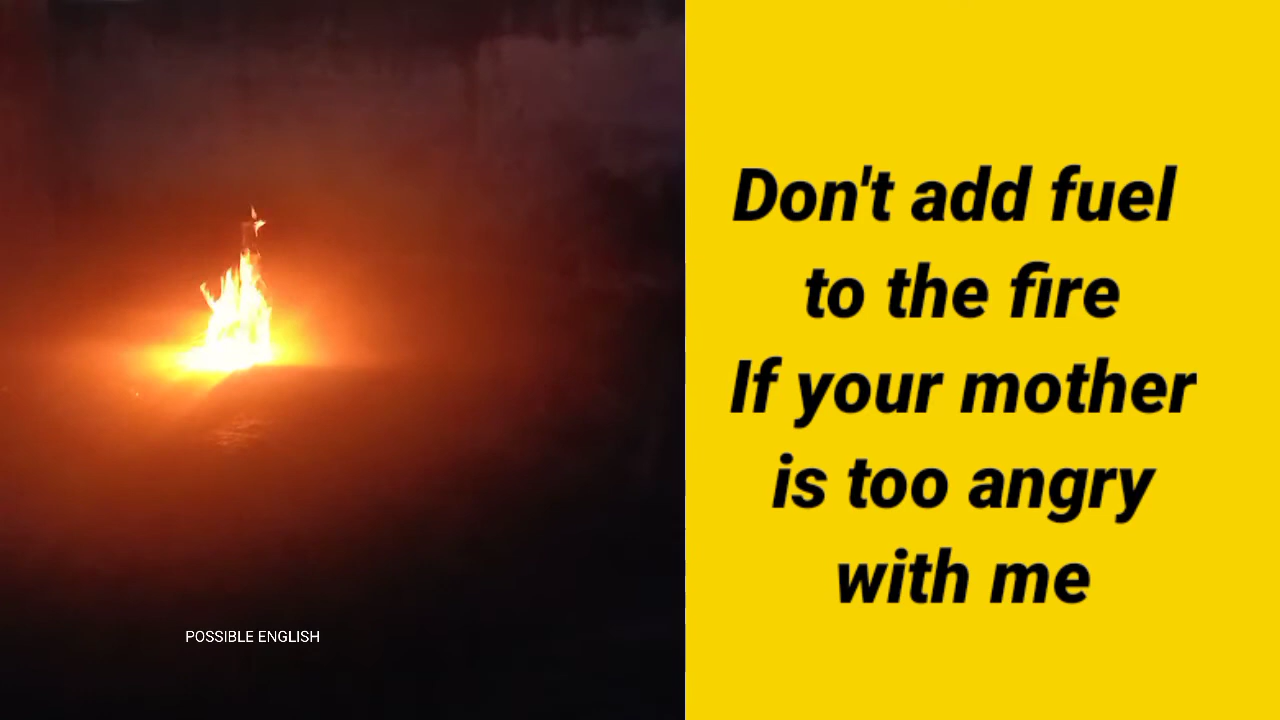 POSSIBLE ENGLISH
Don't add fuel
to the fire
If your mother
is too angry
with me